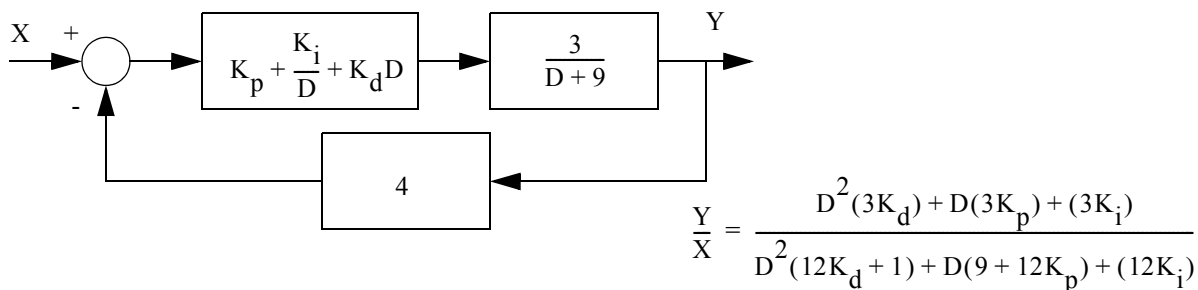 X + Y
K_p + K_i/D + K_d D
3/(D + 9)
-
4
Y/X = (D^2(3K_d) + D(3K_p) + (3K_i))/(D^2(12K_d + 1) + D(9 + 12K_p) + (12K_i))